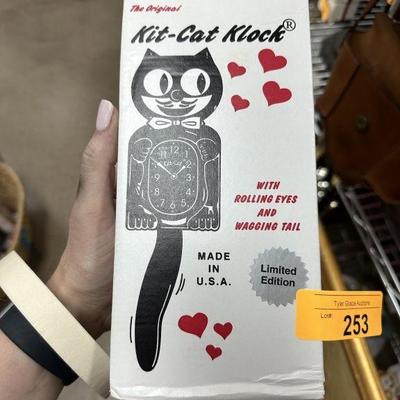 The Original
Kit-Cat Klock®
WITH
ROLLING EYES
AND
WAGGING TAIL
MADE
IN
U.S.A.
Limited
Edition
Tyler Grace Auctions
Lot#:
253